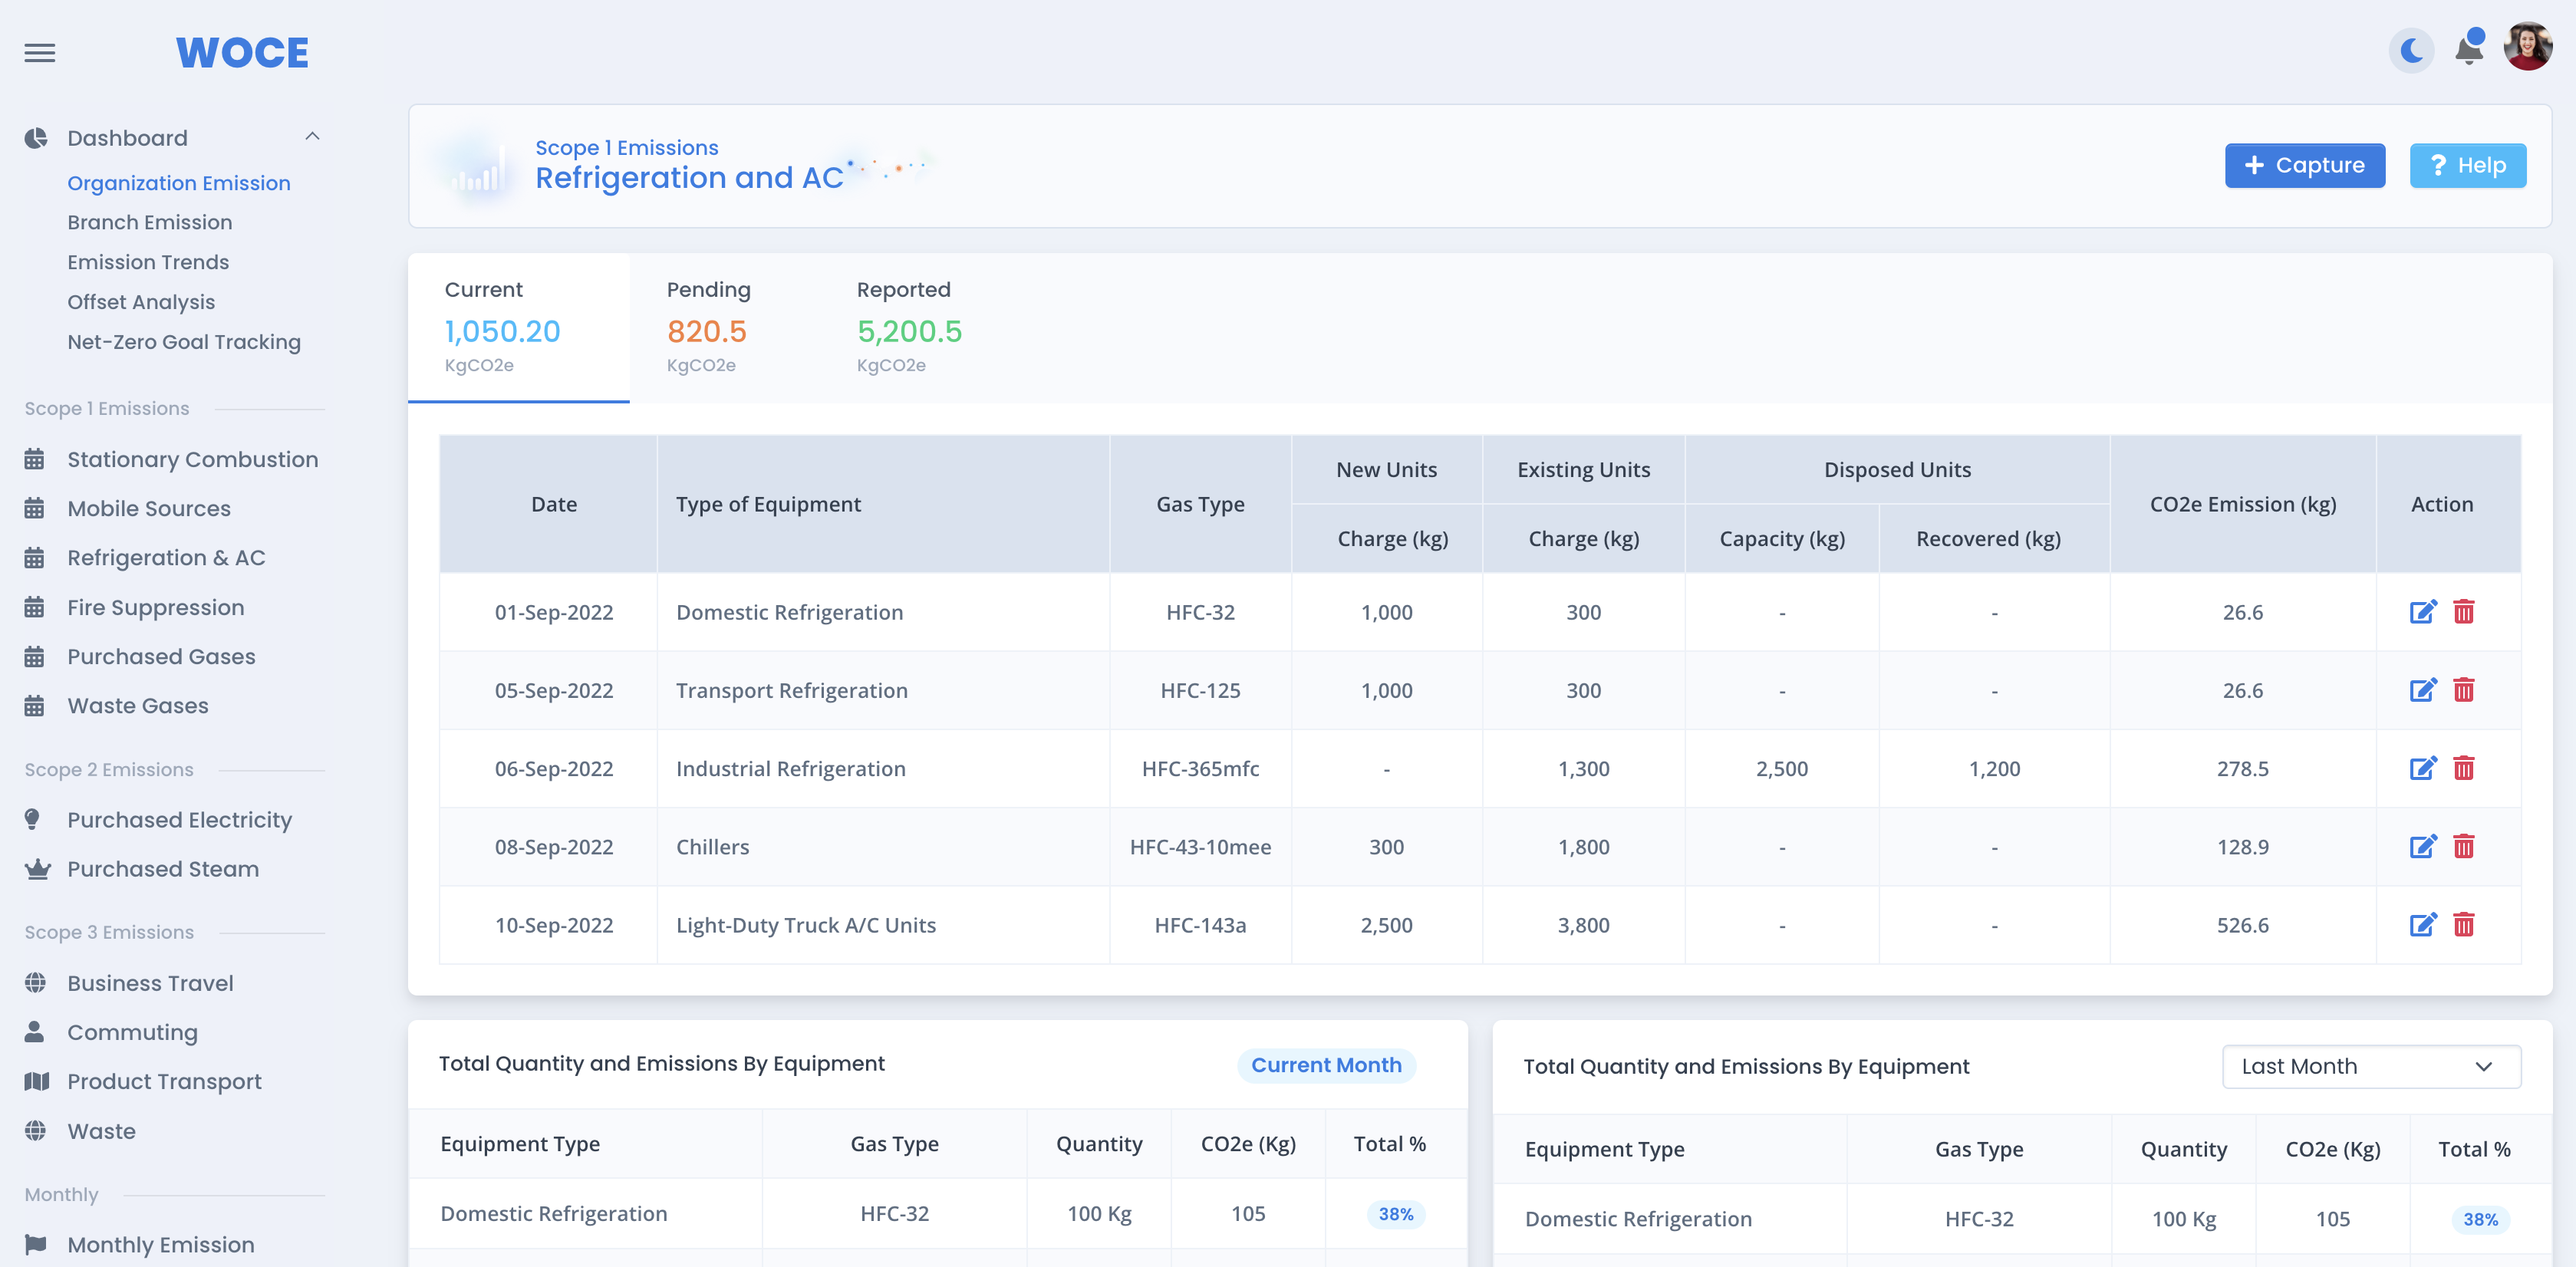 WOCE
Dashboard
Organization Emission
Branch Emission
Emission Trends
Offset Analysis
Net-Zero Goal Tracking
Scope 1 Emissions
Stationary Combustion
Mobile Sources
Refrigeration & AC
Fire Suppression
Purchased Gases
Waste Gases
Scope 2 Emissions
Purchased Electricity
Purchased Steam
Scope 3 Emissions
Business Travel
Commuting
Product Transport
Waste
Monthly
Monthly Emission
Scope 1 Emissions
Refrigeration and AC
+ Capture
? Help
Current
1,050.20
KgCO2e
Pending
820.5
KgCO2e
Reported
5,200.5
KgCO2e
Date Type of Equipment Gas Type New Units Existing Units Disposed Units CO2e Emission (kg) Action
Charge (kg) Charge (kg) Capacity (kg) Recovered (kg)
01-Sep-2022 Domestic Refrigeration HFC-32 1,000 300 - - 26.6
05-Sep-2022 Transport Refrigeration HFC-125 1,000 300 - - 26.6
06-Sep-2022 Industrial Refrigeration HFC-365mfc - 1,300 2,500 1,200 278.5
08-Sep-2022 Chillers HFC-43-10mee 300 1,800 - - 128.9
10-Sep-2022 Light-Duty Truck A/C Units HFC-143a 2,500 3,800 - - 526.6
Total Quantity and Emissions By Equipment Current Month
Equipment Type Gas Type Quantity CO2e (Kg) Total %
Domestic Refrigeration HFC-32 100 Kg 105 38%
Total Quantity and Emissions By Equipment Last Month
Equipment Type Gas Type Quantity CO2e (Kg) Total %
Domestic Refrigeration HFC-32 100 Kg 105 38%